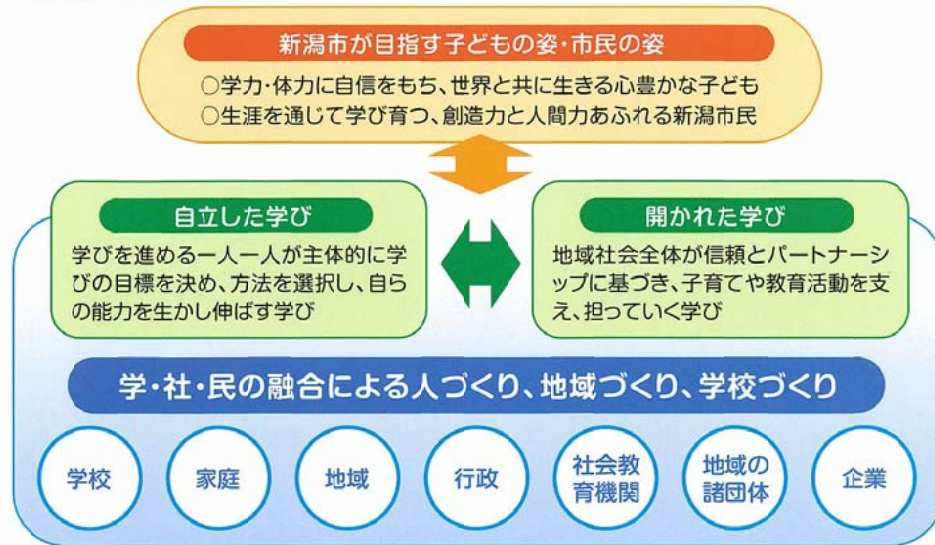 新潟市が目指す子どもの姿・市民の姿
○学力・体力に自信をもち、世界と共に生きる心豊かな子ども
○生涯を通じて学び育つ、創造力と人間力あふれる新潟市民
自立した学び
学びを進める一人一人が主体的に学
びの目標を決め、方法を選択し、自ら
の能力を生かし伸ばす学び
開かれた学び
地域社会全体が信頼とパートナーシ
ップに基づき、子育てや教育活動を支
え、担っていく学び
学・社・民の融合による人づくり、地域づくり、学校づくり
学校
家庭
地域
行政
社会教
育機関
地域の
諸団体
企業